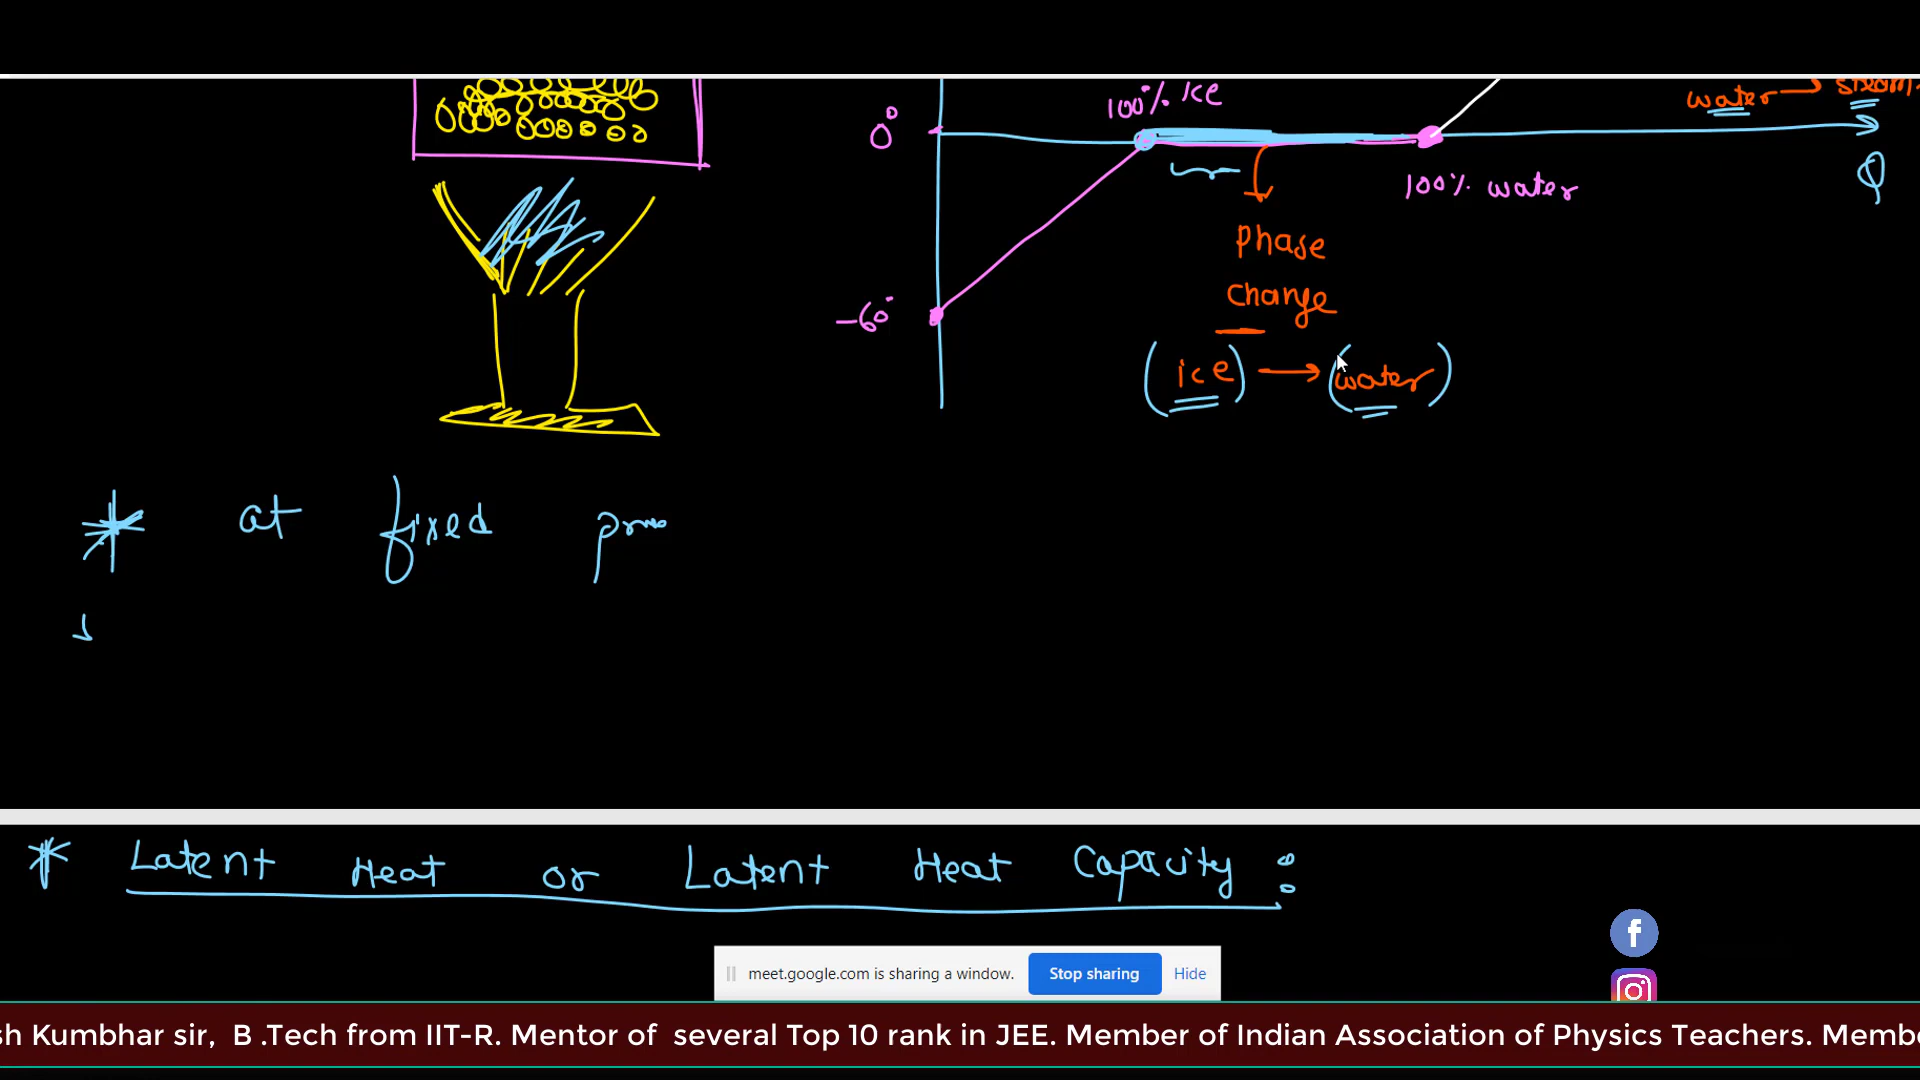 100% ice
water → steam
0°
Q
100% water
Phase
change
-60°
(ice) → (water)
* at fixed
* Latent Heat or Latent Heat Capacity :
meet.google.com is sharing a window. Stop sharing Hide
sh Kumbhar sir, B .Tech from IIT-R. Mentor of several Top 10 rank in JEE. Member of Indian Association of Physics Teachers. Membe